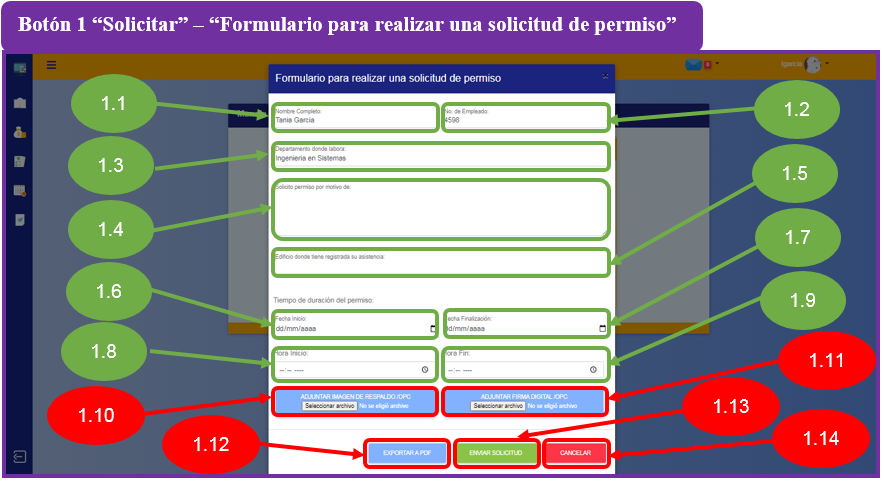 Botón 1 “Solicitar” – “Formulario para realizar una solicitud de permiso”
Formulario para realizar una solicitud de permiso
1.1
Nombre Completo:
Tania Garcia
No. de Empleado:
4596
1.2
1.3
Departamento donde labora:
Ingenieria en Sistemas
1.4
Solicito permiso por motivo de:
1.5
Edificio donde tiene registrada su asistencia:
1.6
Tiempo de duración del permiso:
1.7
Fecha Inicio:
dd/mm/aaaa
Fecha Finalización:
dd/mm/aaaa
1.8
Hora Inicio:
--:-- ----
Hora Fin:
--:-- ----
1.9
1.10
ADJUNTAR IMAGEN DE RESPALDO /OPC
Seleccionar archivo No se eligió archivo
ADJUNTAR FIRMA DIGITAL /OPC
Seleccionar archivo No se eligió archivo
1.11
1.12
EXPORTAR A PDF
ENVIAR SOLICITUD
CANCELAR
1.13
1.14